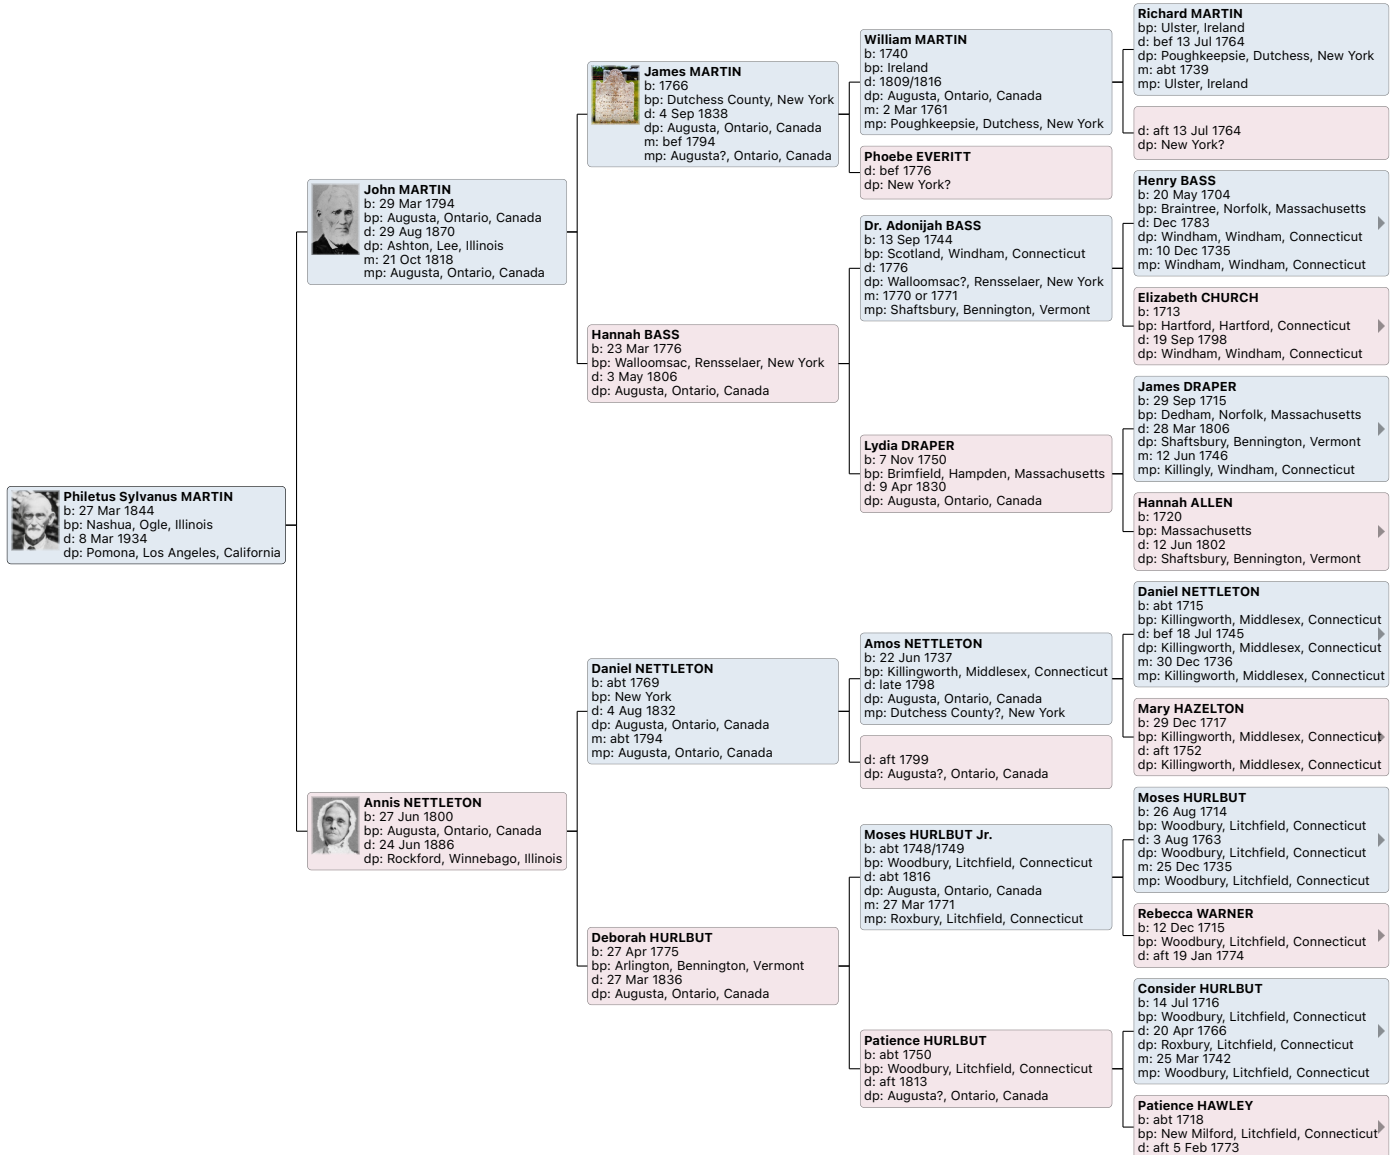 Philetus Sylvanus MARTIN
b: 27 Mar 1844
bp: Nashua, Ogle, Illinois
d: 8 Mar 1934
dp: Pomona, Los Angeles, California
John MARTIN
b: 29 Mar 1794
bp: Augusta, Ontario, Canada
d: 29 Aug 1870
dp: Ashton, Lee, Illinois
m: 21 Oct 1818
mp: Augusta, Ontario, Canada
Annis NETTLETON
b: 27 Jun 1800
bp: Augusta, Ontario, Canada
d: 24 Jun 1886
dp: Rockford, Winnebago, Illinois
James MARTIN
b: 1766
bp: Dutchess County, New York
d: 4 Sep 1838
dp: Augusta, Ontario, Canada
m: bef 1794
mp: Augusta?, Ontario, Canada
Hannah BASS
b: 23 Mar 1776
bp: Walloomsac, Rensselaer, New York
d: 3 May 1806
dp: Augusta, Ontario, Canada
Daniel NETTLETON
b: abt 1769
bp: New York
d: 4 Aug 1832
dp: Augusta, Ontario, Canada
m: abt 1794
mp: Augusta, Ontario, Canada
Deborah HURLBUT
b: 27 Apr 1775
bp: Arlington, Bennington, Vermont
d: 27 Mar 1836
dp: Augusta, Ontario, Canada
William MARTIN
b: 1740
bp: Ireland
d: 1809/1816
dp: Augusta, Ontario, Canada
m: 2 Mar 1761
mp: Poughkeepsie, Dutchess, New York
Phoebe EVERITT
d: bef 1776
dp: New York?
Dr. Adonijah BASS
b: 13 Sep 1744
bp: Scotland, Windham, Connecticut
d: 1776
dp: Walloomsac?, Rensselaer, New York
m: 1770 or 1771
mp: Shaftsbury, Bennington, Vermont
Lydia DRAPER
b: 7 Nov 1750
bp: Brimfield, Hampden, Massachusetts
d: 9 Apr 1830
dp: Augusta, Ontario, Canada
Amos NETTLETON
b: 22 Jun 1737
bp: Killingworth, Middlesex, Connecticut
d: late 1798
dp: Augusta, Ontario, Canada
mp: Dutchess County?, New York
d: aft 1799
dp: Augusta?, Ontario, Canada
Moses HURLBUT Jr.
b: abt 1748/1749
bp: Woodbury, Litchfield, Connecticut
d: abt 1816
dp: Augusta, Ontario, Canada
m: 27 Mar 1771
mp: Roxbury, Litchfield, Connecticut
Patience HURLBUT
b: abt 1750
bp: Woodbury, Litchfield, Connecticut
d: aft 1813
dp: Augusta?, Ontario, Canada
Richard MARTIN
bp: Ulster, Ireland
d: bef 13 Jul 1764
dp: Poughkeepsie, Dutchess, New York
m: abt 1739
mp: Ulster, Ireland
d: aft 13 Jul 1764
dp: New York?
Henry BASS
b: 20 May 1704
bp: Braintree, Norfolk, Massachusetts
d: Dec 1783
dp: Windham, Windham, Connecticut
m: 10 Dec 1735
mp: Windham, Windham, Connecticut
Elizabeth CHURCH
b: 1713
bp: Hartford, Hartford, Connecticut
d: 19 Sep 1798
dp: Windham, Windham, Connecticut
James DRAPER
b: 29 Sep 1715
bp: Dedham, Norfolk, Massachusetts
d: 28 Mar 1806
dp: Shaftsbury, Bennington, Vermont
m: 12 Jun 1746
mp: Killingly, Windham, Connecticut
Hannah ALLEN
b: 1720
bp: Massachusetts
d: 12 Jun 1802
dp: Shaftsbury, Bennington, Vermont
Daniel NETTLETON
b: abt 1715
bp: Killingworth, Middlesex, Connecticut
d: bef 18 Jul 1745
dp: Killingworth, Middlesex, Connecticut
m: 30 Dec 1736
mp: Killingworth, Middlesex, Connecticut
Mary HAZELTON
b: 29 Dec 1717
bp: Killingworth, Middlesex, Connecticut
d: aft 1752
dp: Killingworth, Middlesex, Connecticut
Moses HURLBUT
b: 26 Aug 1714
bp: Woodbury, Litchfield, Connecticut
d: 3 Aug 1763
dp: Woodbury, Litchfield, Connecticut
m: 25 Dec 1735
mp: Woodbury, Litchfield, Connecticut
Rebecca WARNER
b: 12 Dec 1715
bp: Woodbury, Litchfield, Connecticut
d: aft 19 Jan 1774
Consider HURLBUT
b: 14 Jul 1716
bp: Woodbury, Litchfield, Connecticut
d: 20 Apr 1766
dp: Roxbury, Litchfield, Connecticut
m: 25 Mar 1742
mp: Woodbury, Litchfield, Connecticut
Patience HAWLEY
b: abt 1718
bp: New Milford, Litchfield, Connecticut
d: aft 5 Feb 1773